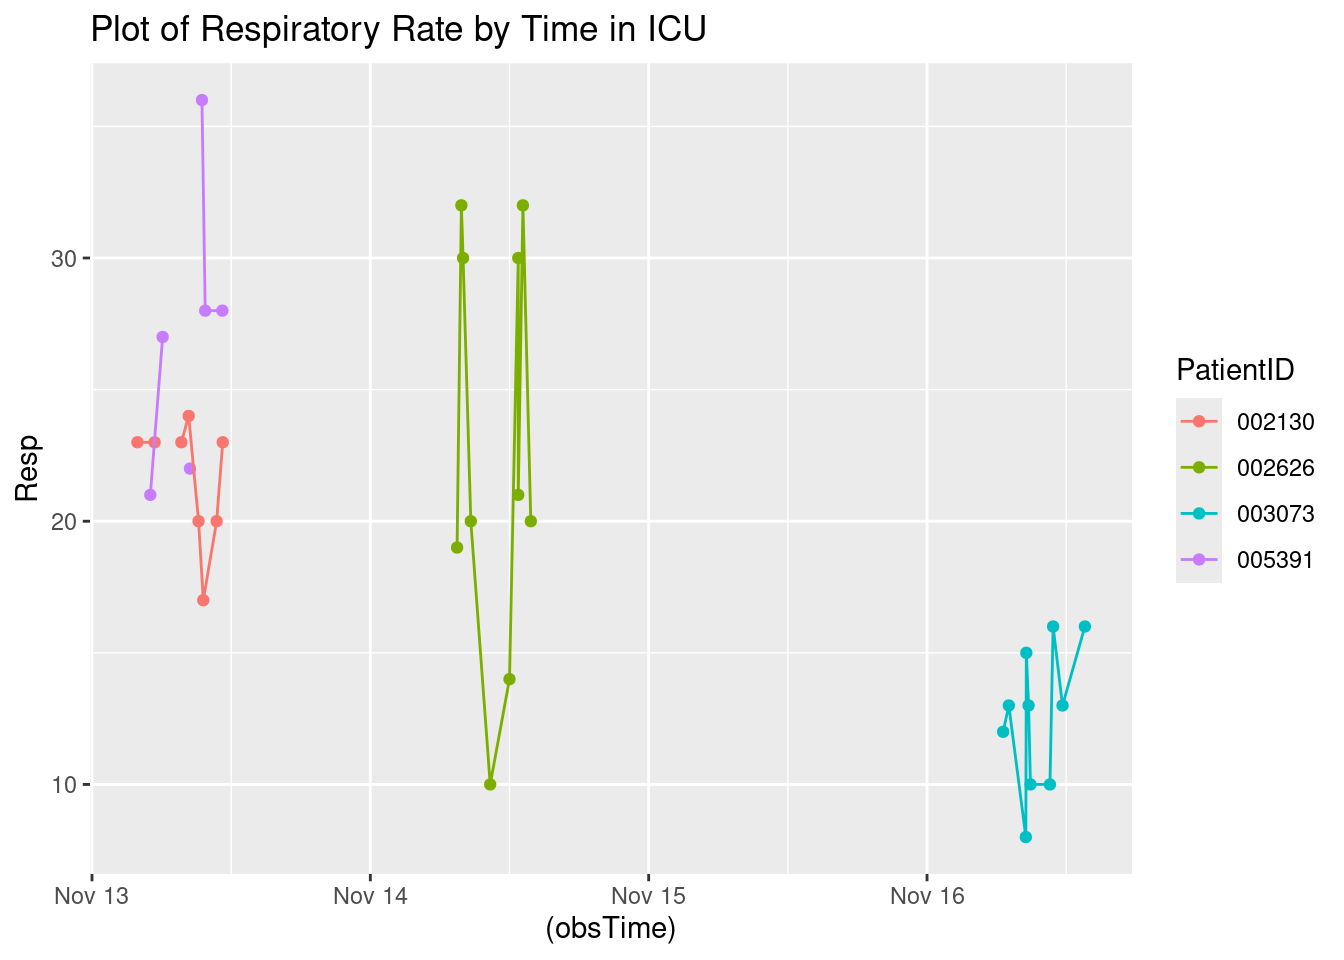 Plot of Respiratory Rate by Time in ICU
30
20
10
Resp
Nov 13
Nov 14
Nov 15
Nov 16
(obsTime)
PatientID
002130
002626
003073
005391